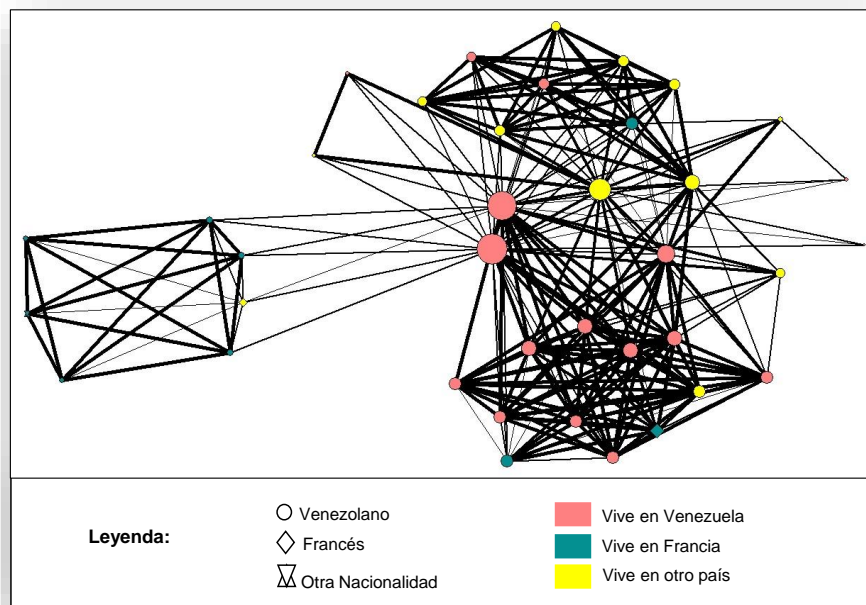 Leyenda:
Venezolano
Francés
Otra Nacionalidad
Vive en Venezuela
Vive en Francia
Vive en otro país